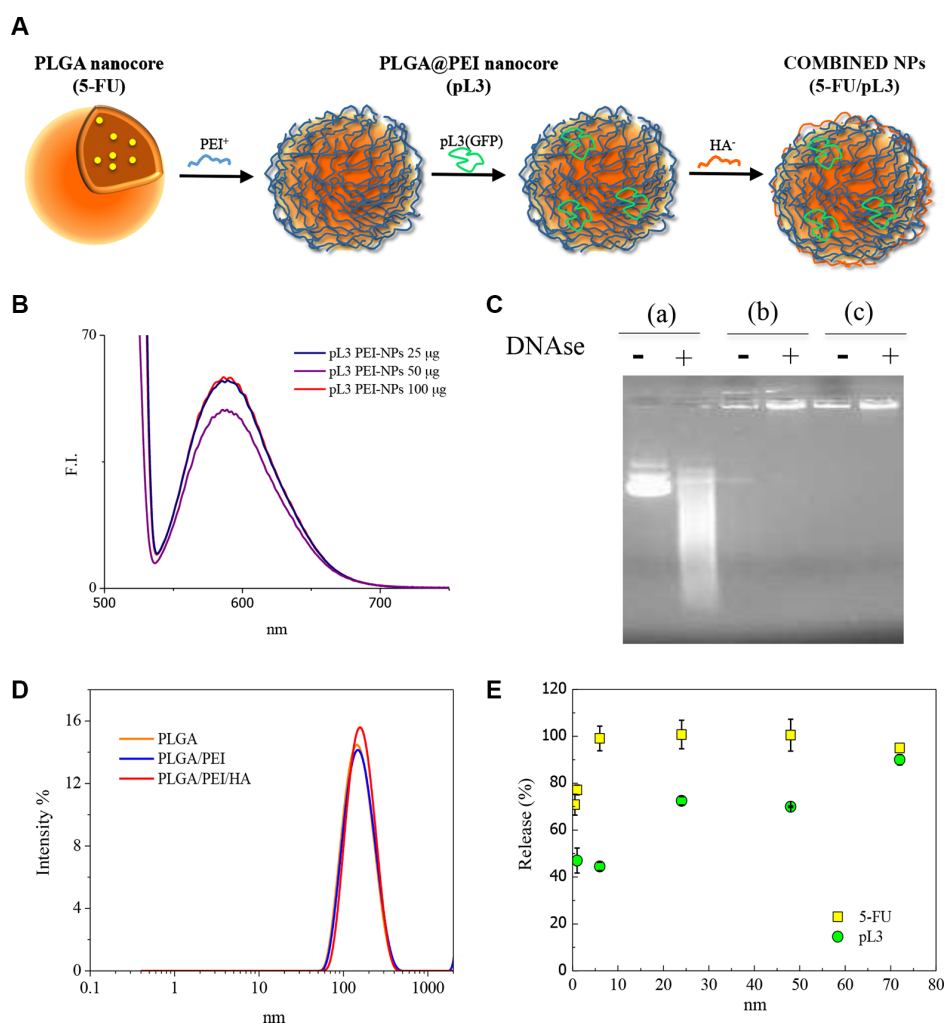 A
PLGA nanocore
(5-FU)
PLGA@PEI nanocore
(pL3)
COMBINED NPs
(5-FU/pL3)
PEI+
pL3(GFP)
HA-
B
70
F.I.
0
500
600
700
nm
pL3 PEI-NPs 25 µg
pL3 PEI-NPs 50 µg
pL3 PEI-NPs 100 µg
C
(a)
(b)
(c)
DNAse
- + - + - +
D
16
12
8
4
0
Intensity %
PLGA
PLGA/PEI
PLGA/PEI/HA
0.1
1
10
100
1000
nm
E
120
100
80
60
40
20
0
Release (%)
5-FU
pL3
0
10
20
30
40
50
60
70
80
nm